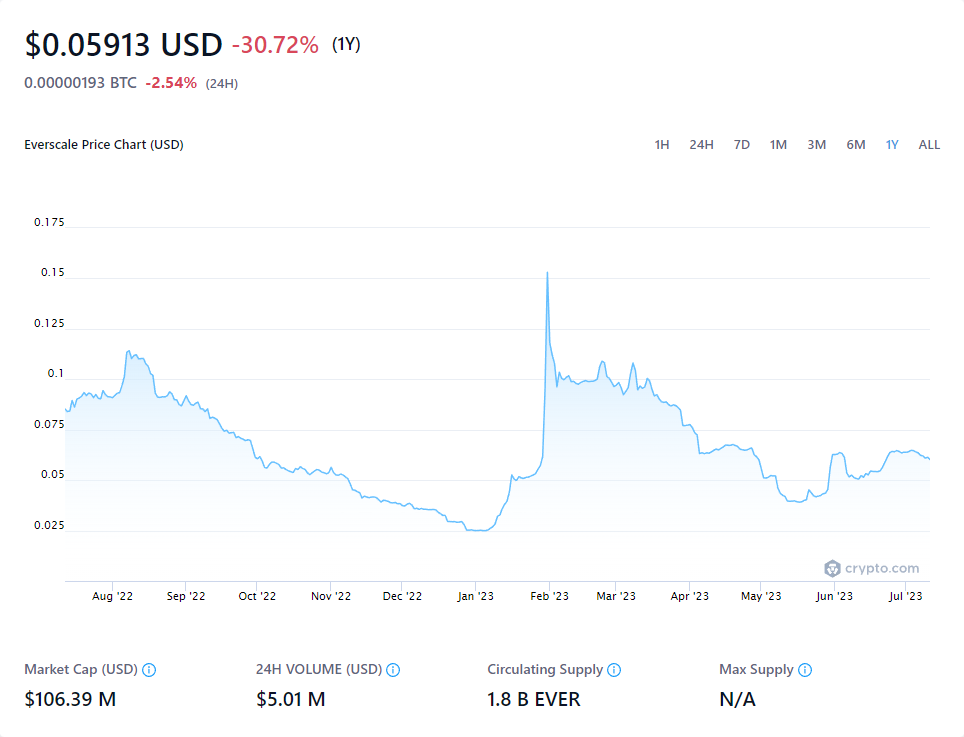 $0.05913 USD -30.72% (1Y)
0.00000193 BTC -2.54% (24H)
Everscale Price Chart (USD) 1H 24H 7D 1M 3M 6M 1Y ALL
0.175
0.15
0.125
0.1
0.075
0.05
0.025
crypto.com
Aug '22 Sep '22 Oct '22 Nov '22 Dec '22 Jan '23 Feb '23 Mar '23 Apr '23 May '23 Jun '23 Jul '23
Market Cap (USD) 24H VOLUME (USD) Circulating Supply Max Supply
$106.39 M $5.01 M 1.8 B EVER N/A